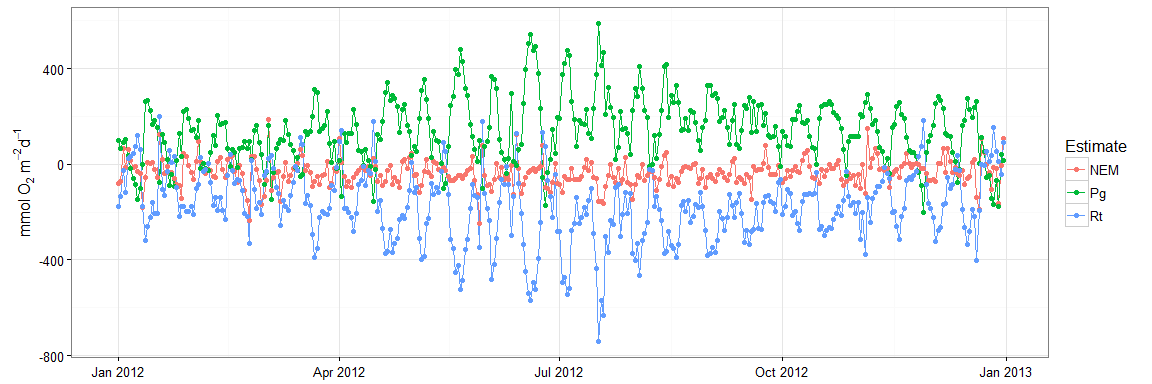 mmol O₂ m⁻²d⁻¹
400
0
-400
-800
Jan 2012
Apr 2012
Jul 2012
Oct 2012
Jan 2013
Estimate
NEM
Pg
Rt